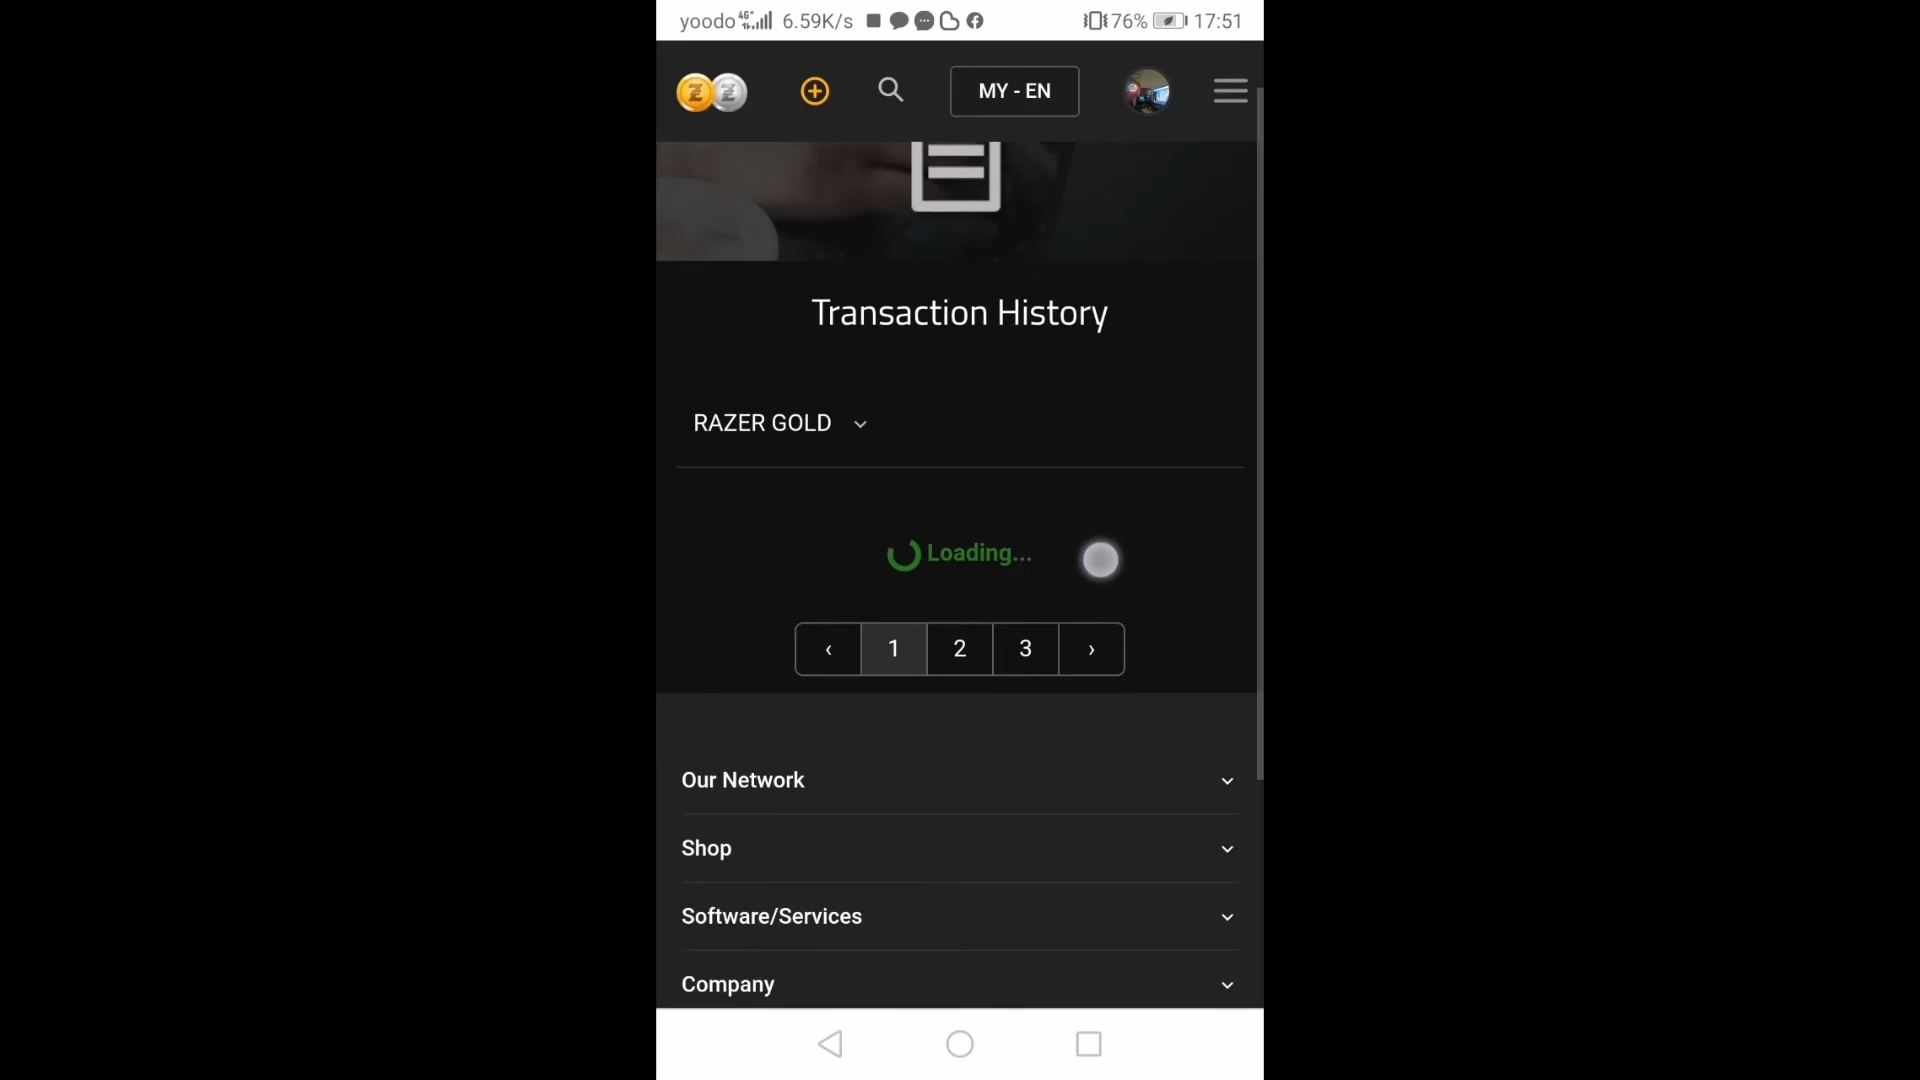 yoodo 4G+ 6.59K/s 76% 17:51
MY - EN
Transaction History
RAZER GOLD
Loading...
‹ 1 2 3 ›
Our Network
Shop
Software/Services
Company